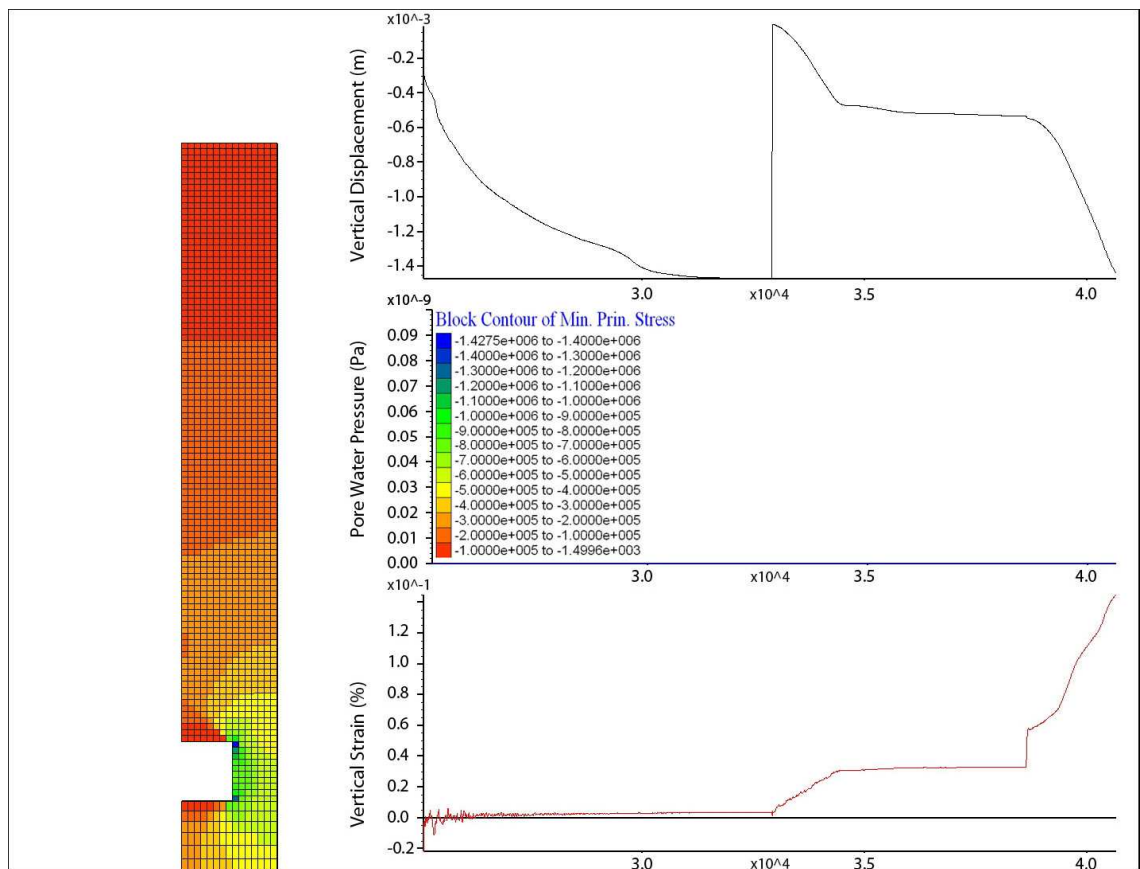 x10^-3
Vertical Displacement (m)
-0.2
-0.4
-0.6
-0.8
-1.0
-1.2
-1.4
3.0
x10^4
3.5
4.0
x10^-9
Pore Water Pressure (Pa)
0.09
0.08
0.07
0.06
0.05
0.04
0.03
0.02
0.01
0.00
Block Contour of Min. Prin. Stress
-1.4275e+006 to -1.4000e+006
-1.4000e+006 to -1.3000e+006
-1.3000e+006 to -1.2000e+006
-1.2000e+006 to -1.1000e+006
-1.1000e+006 to -1.0000e+006
-1.0000e+006 to -9.0000e+005
-9.0000e+005 to -8.0000e+005
-8.0000e+005 to -7.0000e+005
-7.0000e+005 to -6.0000e+005
-6.0000e+005 to -5.0000e+005
-5.0000e+005 to -4.0000e+005
-4.0000e+005 to -3.0000e+005
-3.0000e+005 to -2.0000e+005
-2.0000e+005 to -1.0000e+005
-1.0000e+005 to -1.4996e+003
3.0
x10^4
3.5
4.0
x10^-1
Vertical Strain (%)
1.2
1.0
0.8
0.6
0.4
0.2
0.0
-0.2
3.0
x10^4
3.5
4.0